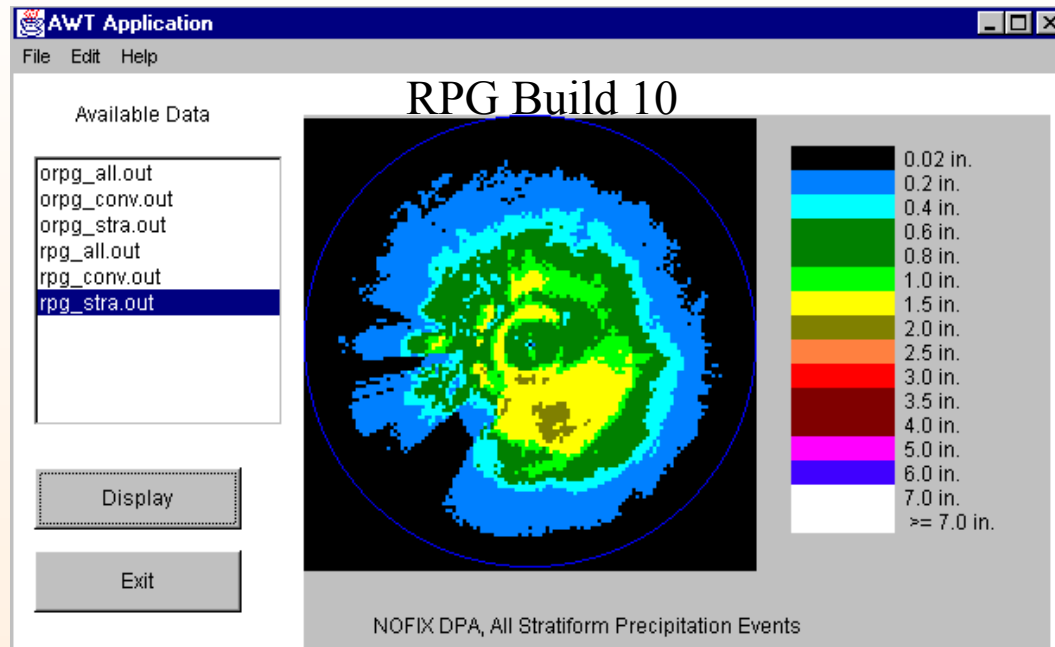 AWT Application
File Edit Help
RPG Build 10
Available Data
orpg_all.out
orpg_conv.out
orpg_stra.out
rpg_all.out
rpg_conv.out
rpg_stra.out
Display
Exit
0.02 in.
0.2 in.
0.4 in.
0.6 in.
0.8 in.
1.0 in.
1.5 in.
2.0 in.
2.5 in.
3.0 in.
3.5 in.
4.0 in.
5.0 in.
6.0 in.
7.0 in.
>= 7.0 in.
NOFIX DPA, All Stratiform Precipitation Events